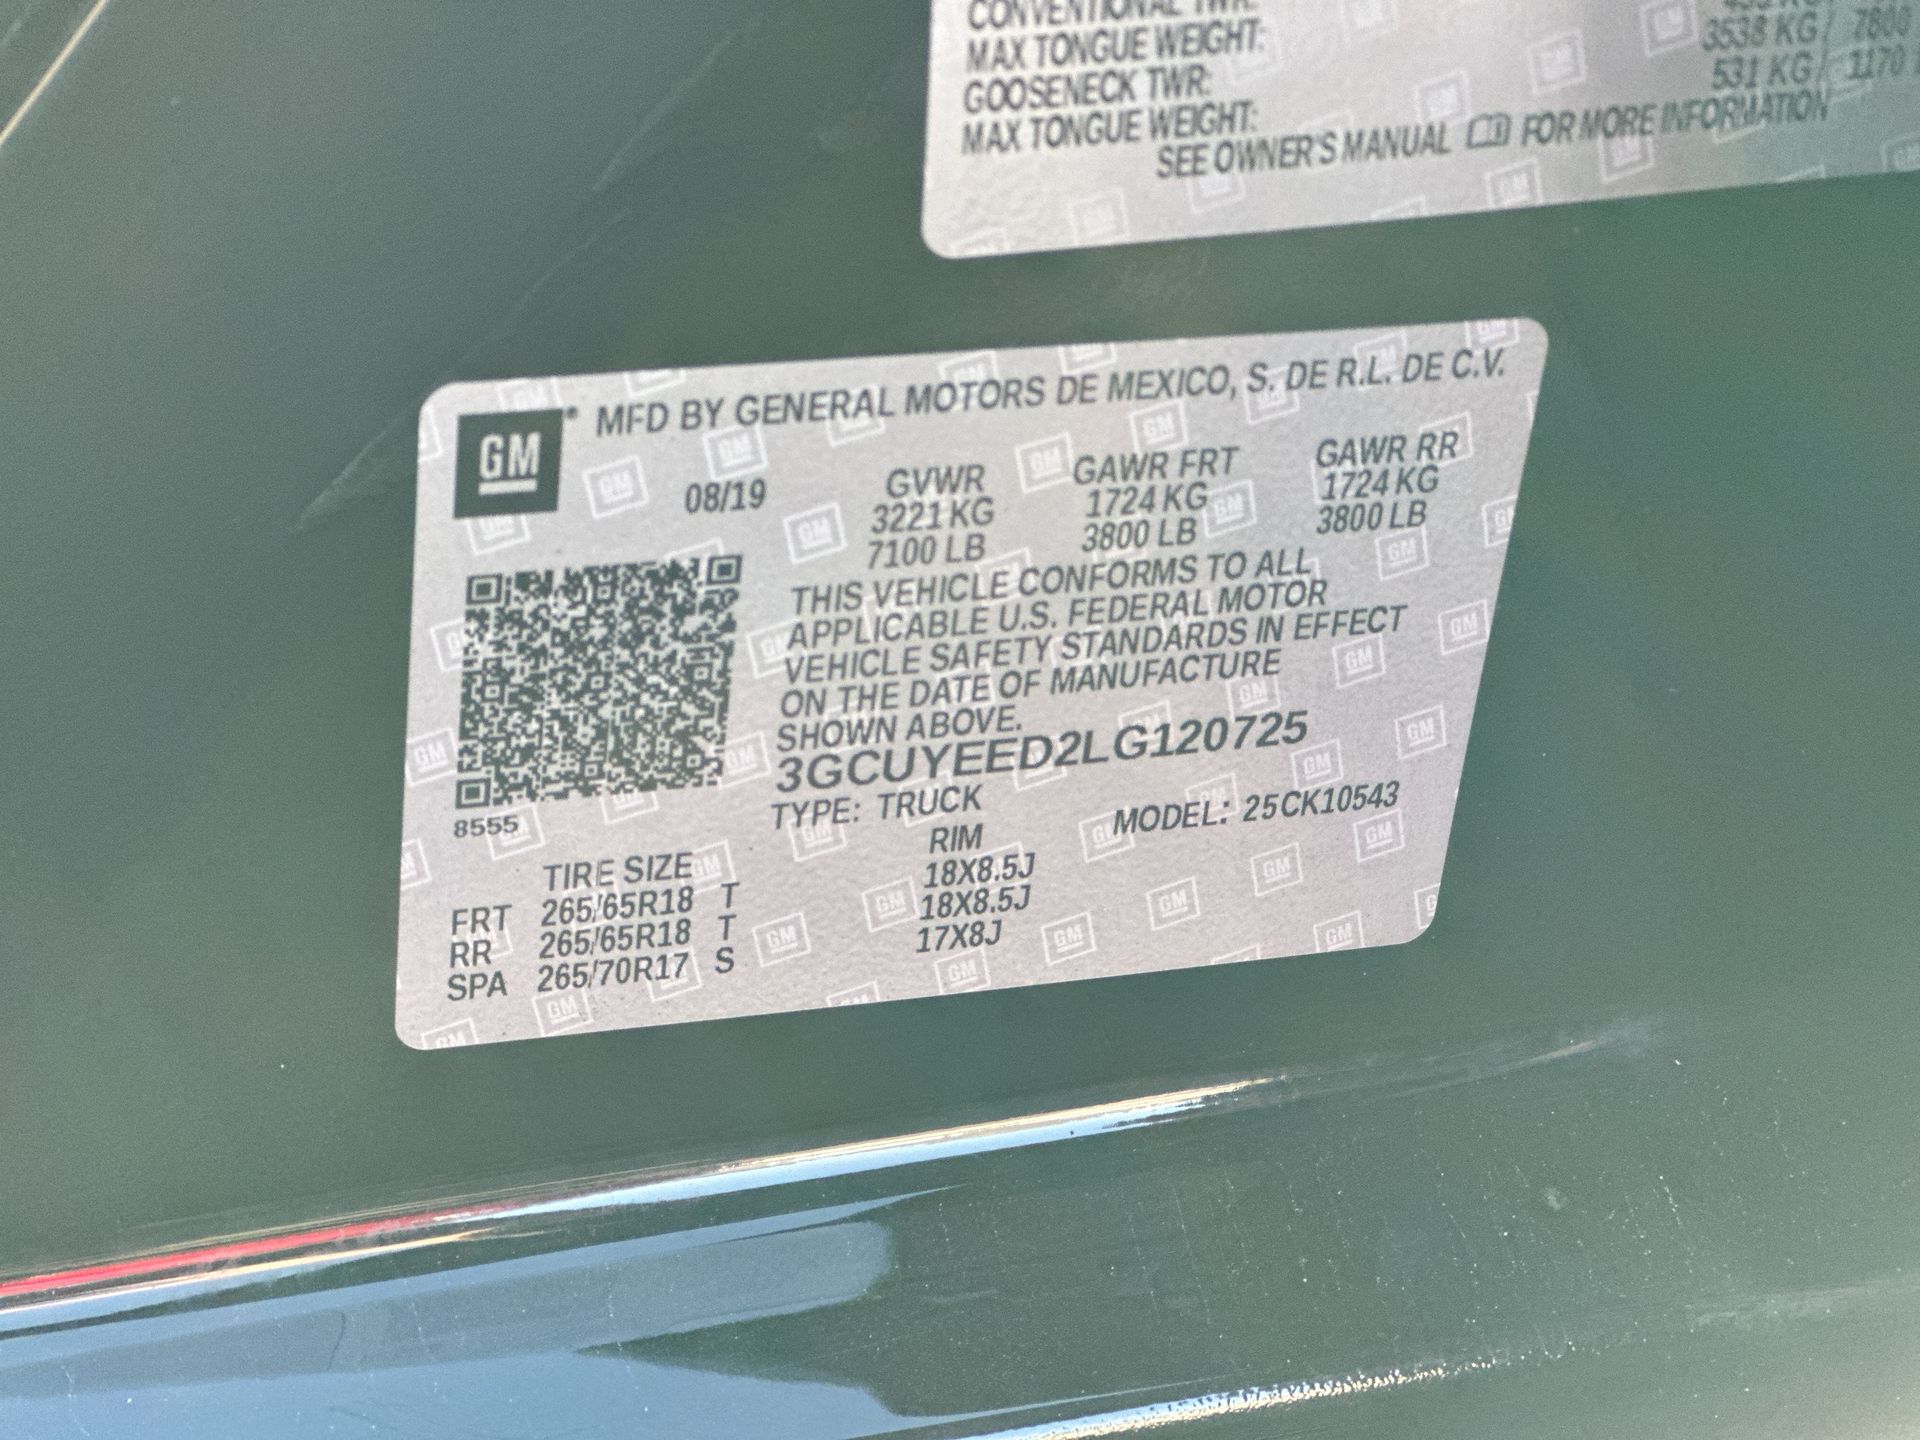 CONVENTIONAL TWR:
MAX TONGUE WEIGHT: 3538 KG/ 7800
GOOSENECK TWR: 531 KG/ 1170
MAX TONGUE WEIGHT:
SEE OWNER'S MANUAL FOR MORE INFORMATION
GM® MFD BY GENERAL MOTORS DE MEXICO, S. DE R.L. DE C.V.
08/19 GVWR GAWR FRT GAWR RR
3221 KG 1724 KG 1724 KG
7100 LB 3800 LB 3800 LB
THIS VEHICLE CONFORMS TO ALL
APPLICABLE U.S. FEDERAL MOTOR
VEHICLE SAFETY STANDARDS IN EFFECT
ON THE DATE OF MANUFACTURE
SHOWN ABOVE.
3GCUYEED2LG120725
8555 TYPE: TRUCK MODEL: 25CK10543
TIRE SIZE RIM
FRT 265/65R18 T 18X8.5J
RR 265/65R18 T 18X8.5J
SPA 265/70R17 S 17X8J